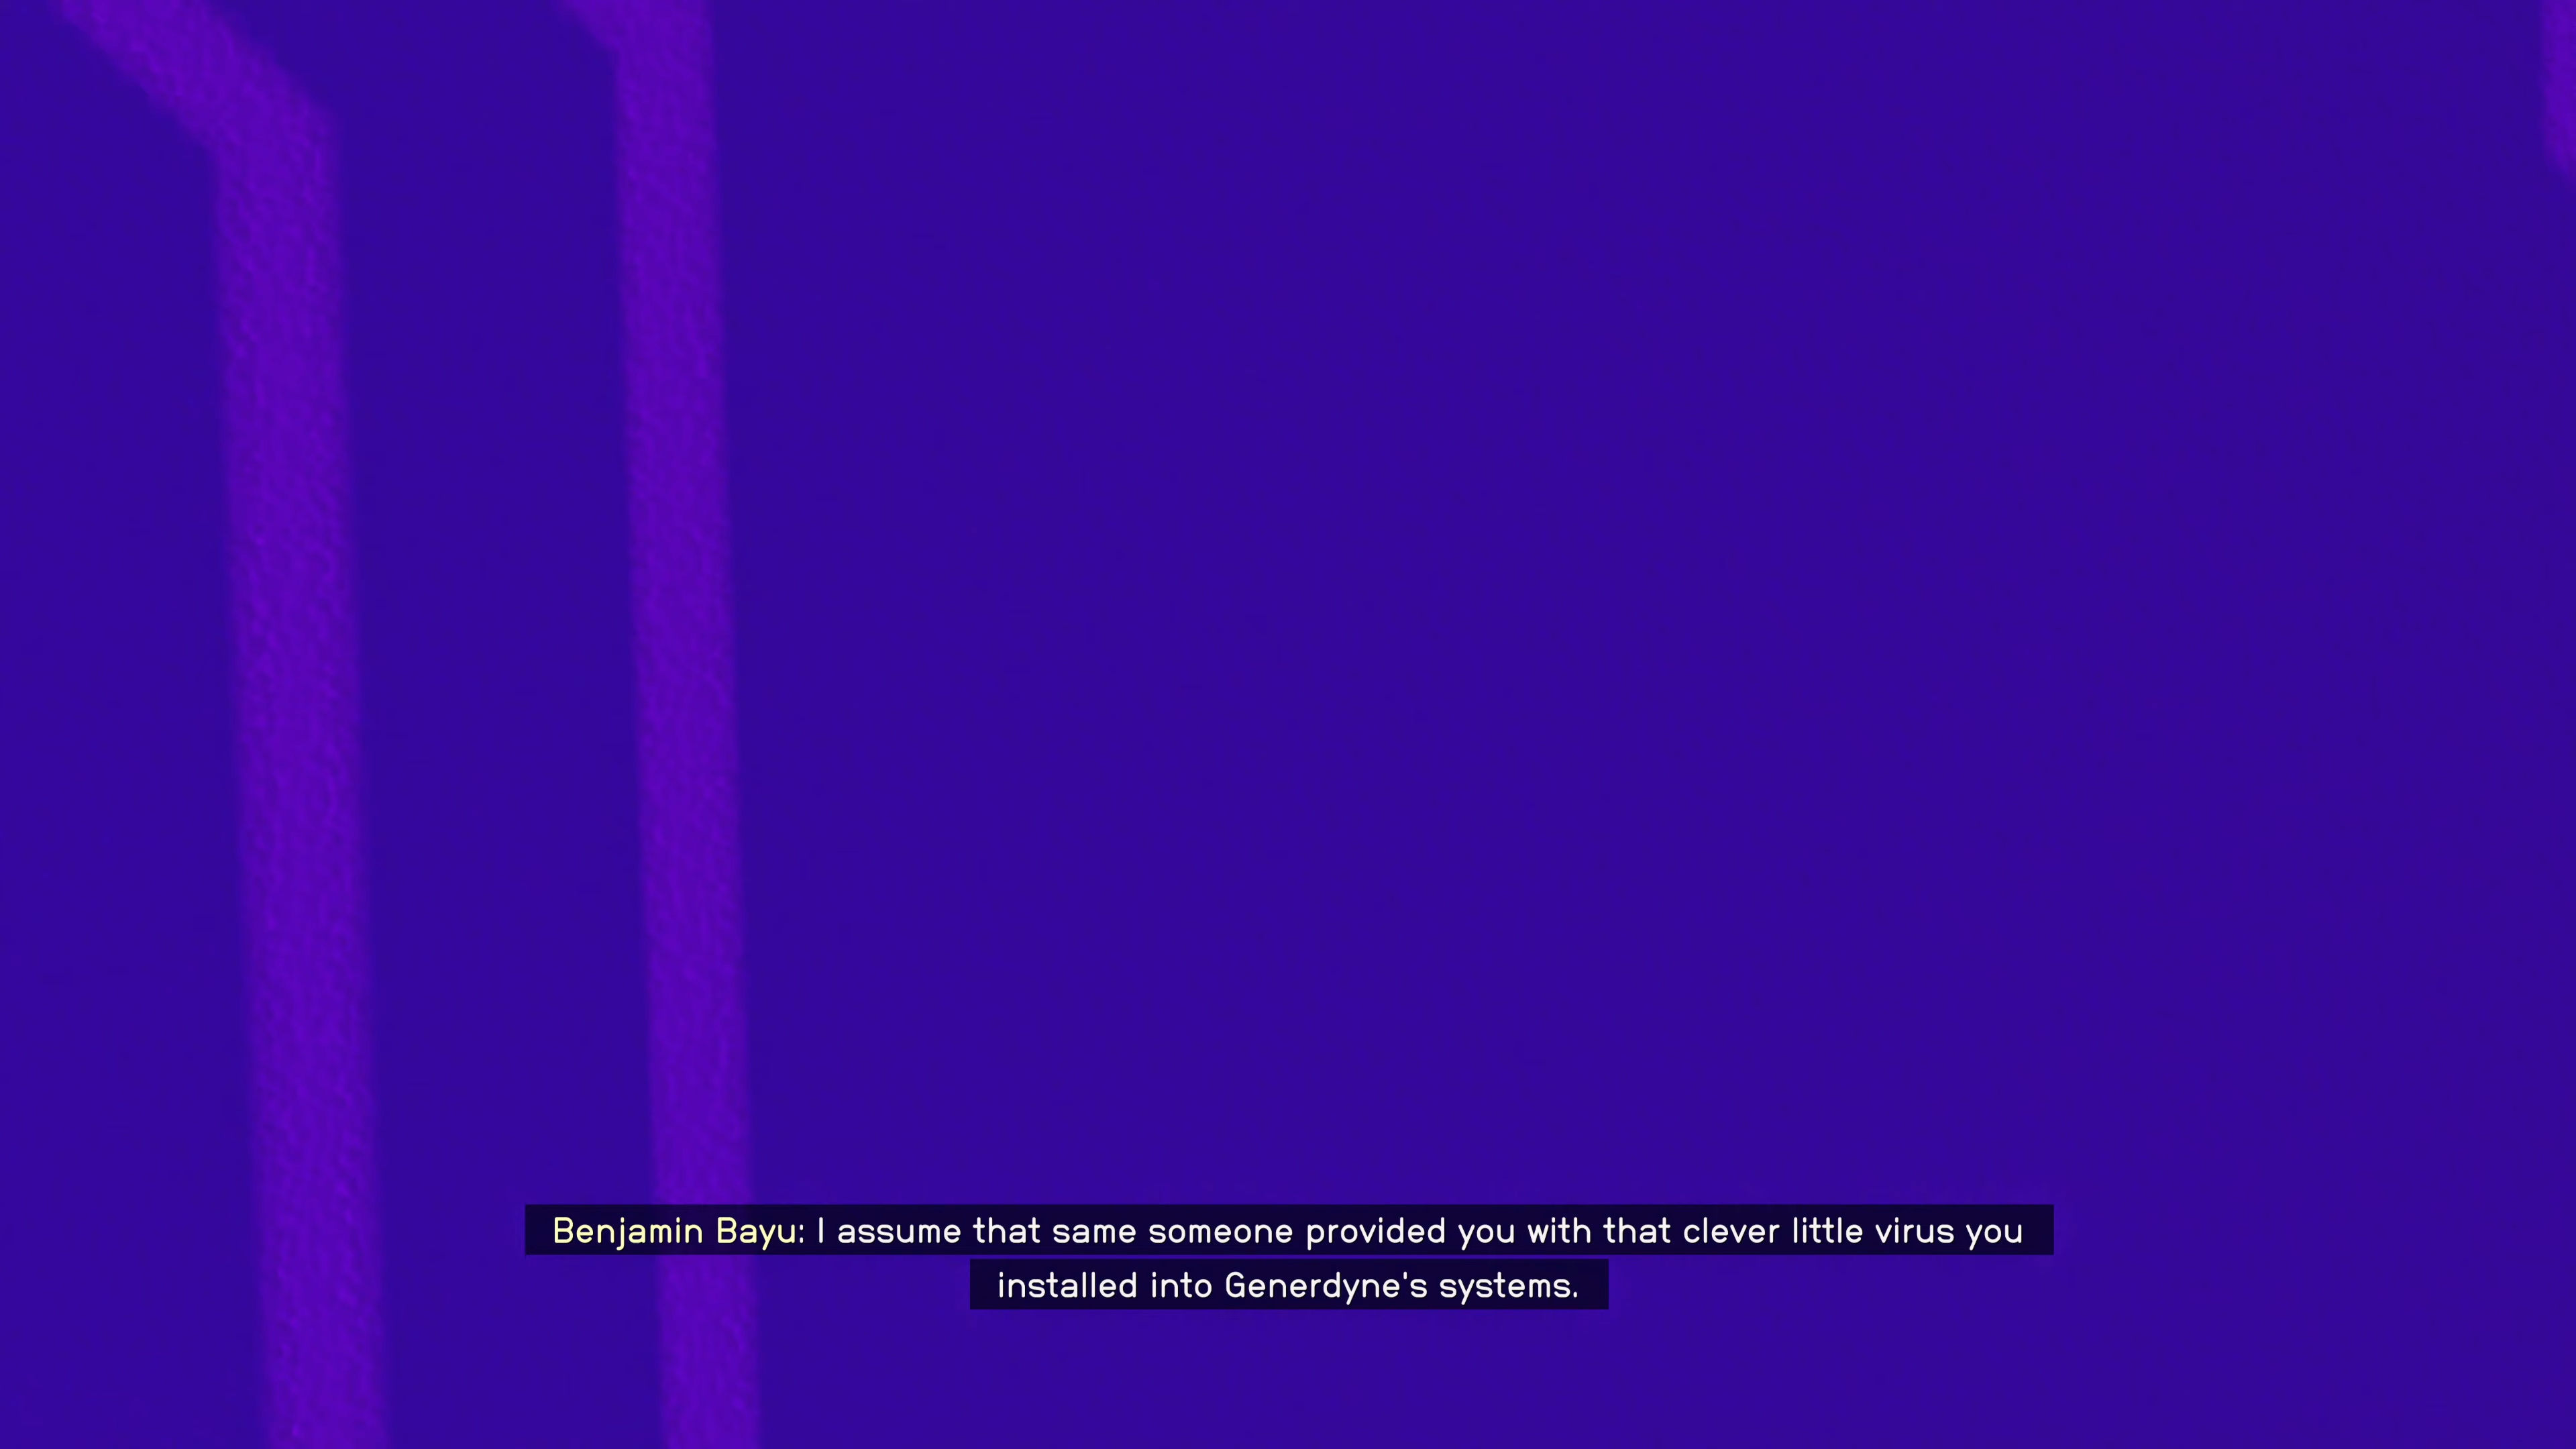 Benjamin Bayu: I assume that same someone provided you with that clever little virus you
installed into Generdyne's systems.